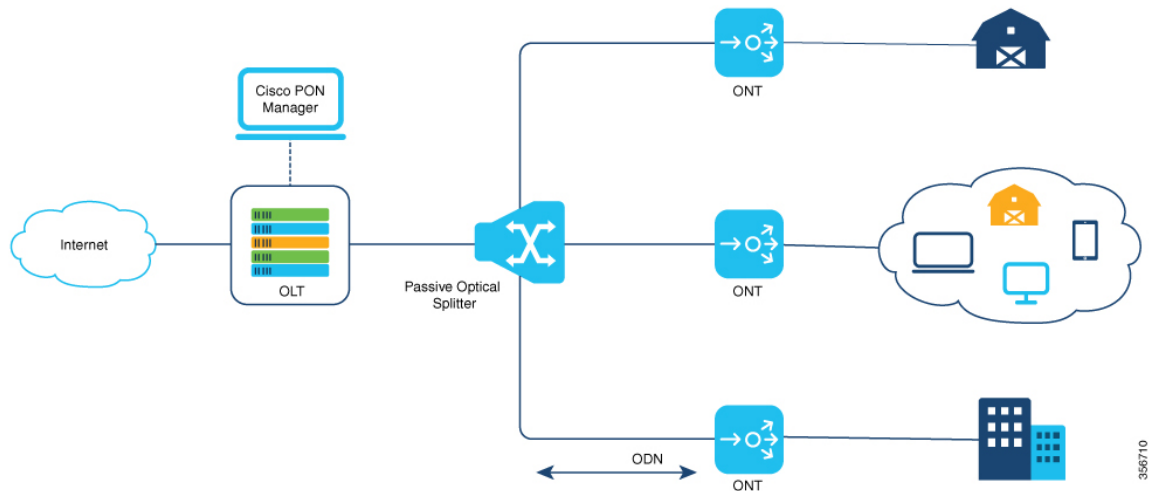 Cisco PON
Manager
Internet
OLT
Passive Optical
Splitter
ONT
ONT
ODN
ONT
356710